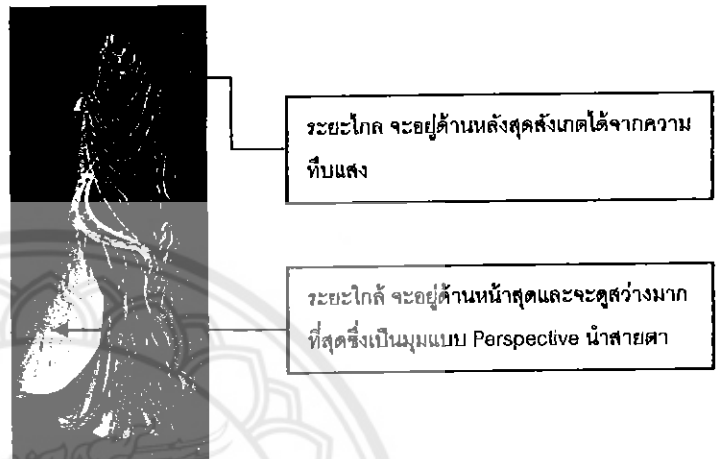 ระยะไกล จะอยู่ด้านหลังสุดสังเกตได้จากความ
ทึบแสง
ระยะใกล้ จะอยู่ด้านหน้าสุดและจะดูสว่างมาก
ที่สุดซึ่งเป็นมุมแบบ Perspective นำสายตา